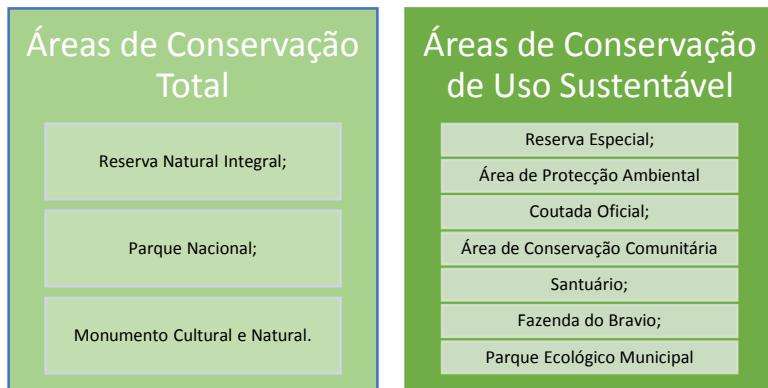 Áreas de Conservação
Total
Reserva Natural Integral;
Parque Nacional;
Monumento Cultural e Natural.
Áreas de Conservação
de Uso Sustentável
Reserva Especial;
Área de Protecção Ambiental
Coutada Oficial;
Área de Conservação Comunitária
Santuário;
Fazenda do Bravio;
Parque Ecológico Municipal